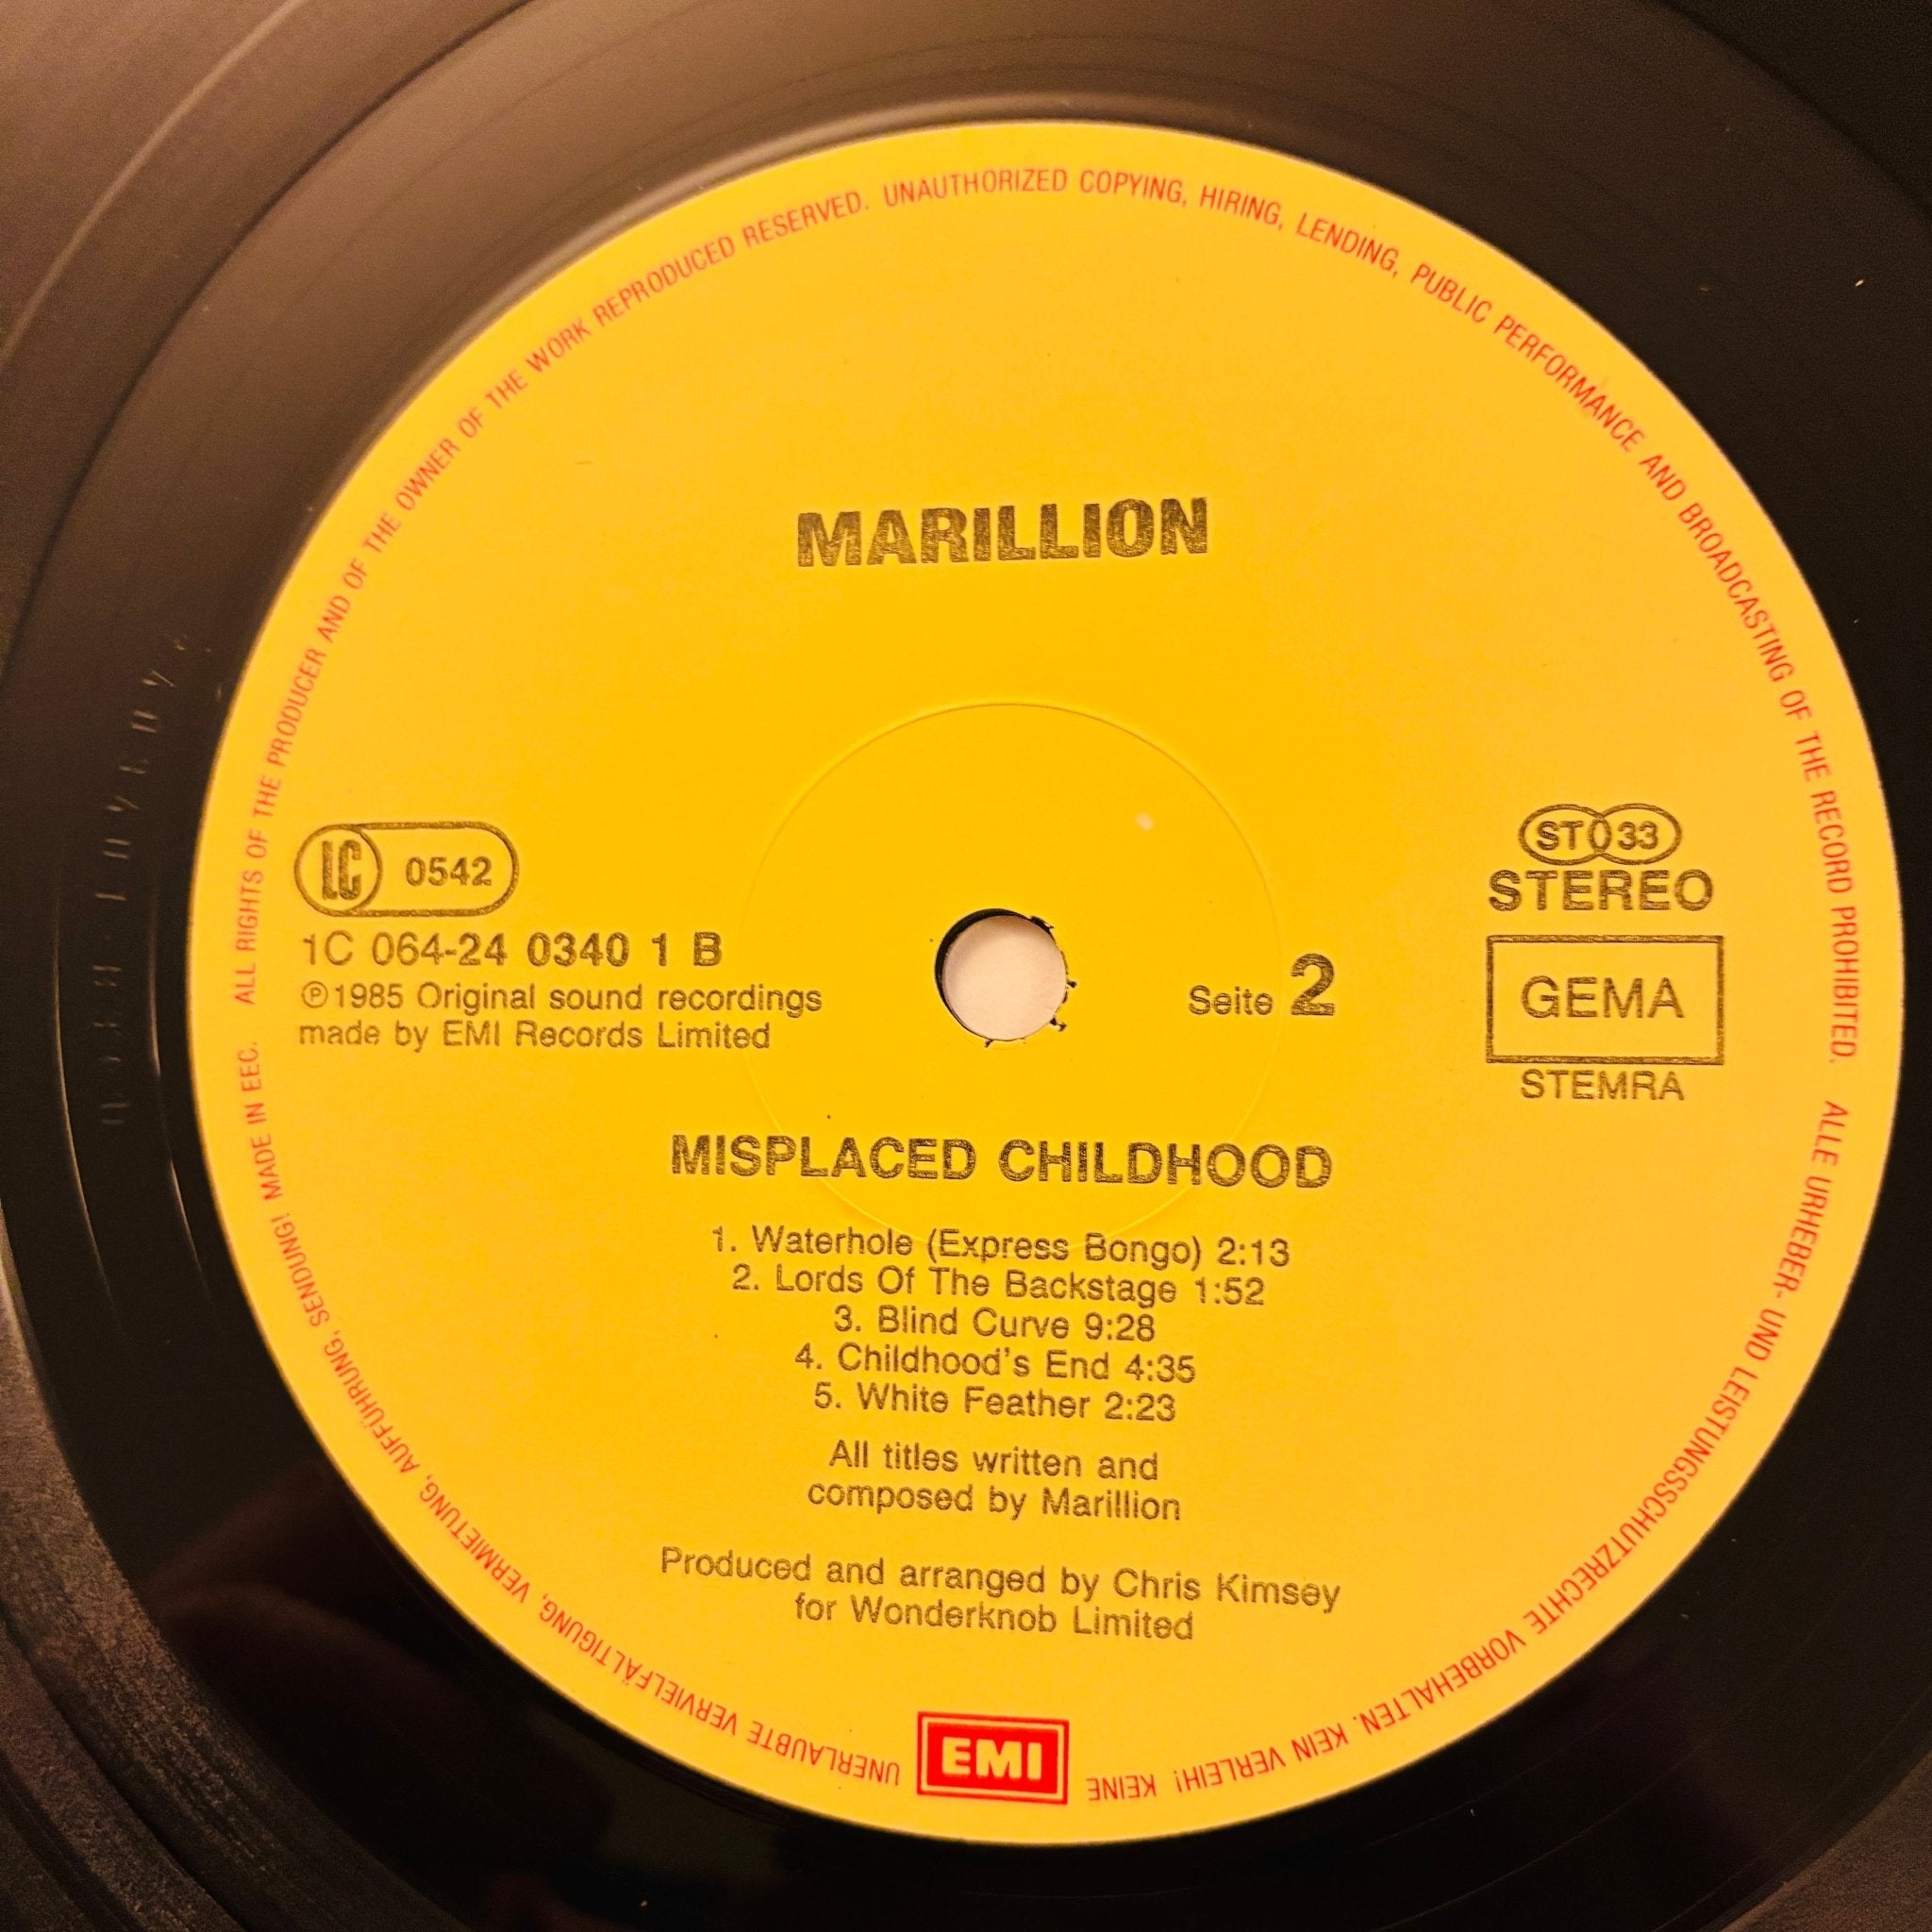 ALL RIGHTS OF THE PRODUCER AND OF THE OWNER OF THE WORK REPRODUCED RESERVED. UNAUTHORIZED COPYING, HIRING, LENDING, PUBLIC PERFORMANCE AND BROADCASTING OF THE RECORD PROHIBITED.
MARILLION
LC 0542
1C 064-24 0340 1 B
℗1985 Original sound recordings
made by EMI Records Limited
Seite 2
ST 33
STEREO
GEMA
STEMRA
MISPLACED CHILDHOOD
1. Waterhole (Express Bongo) 2:13
2. Lords Of The Backstage 1:52
3. Blind Curve 9:28
4. Childhood's End 4:35
5. White Feather 2:23
All titles written and
composed by Marillion
Produced and arranged by Chris Kimsey
for Wonderknob Limited
EMI
ALLE URHEBER- UND LEISTUNGSSCHUTZRECHTE VORBEHALTEN. KEIN VERLEIH! KEINE UNERLAUBTE VERVIELFÄLTIGUNG, VERMIETUNG, AUFFÜHRUNG, SENDUNG! MADE IN EEC.